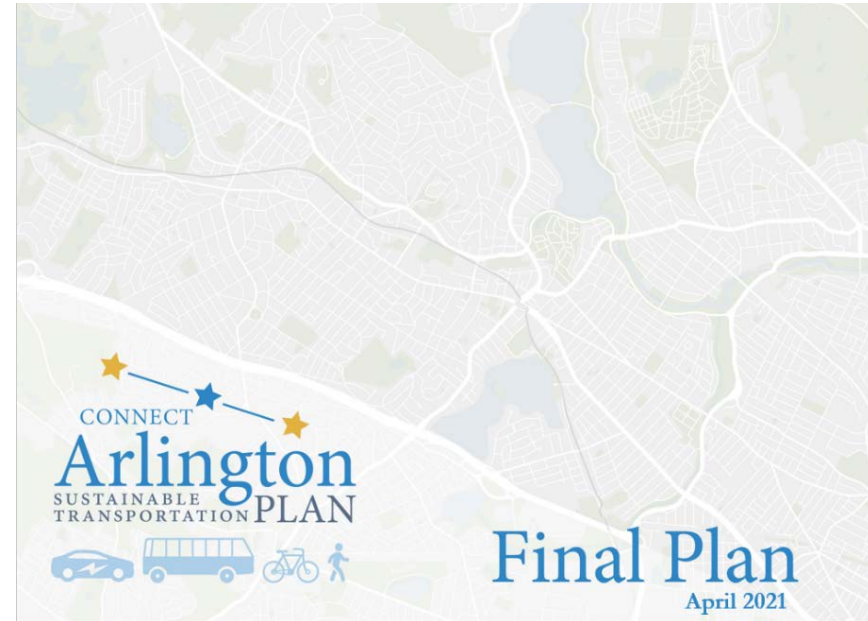 CONNECT
Arlington
SUSTAINABLE
TRANSPORTATION PLAN
Final Plan
April 2021